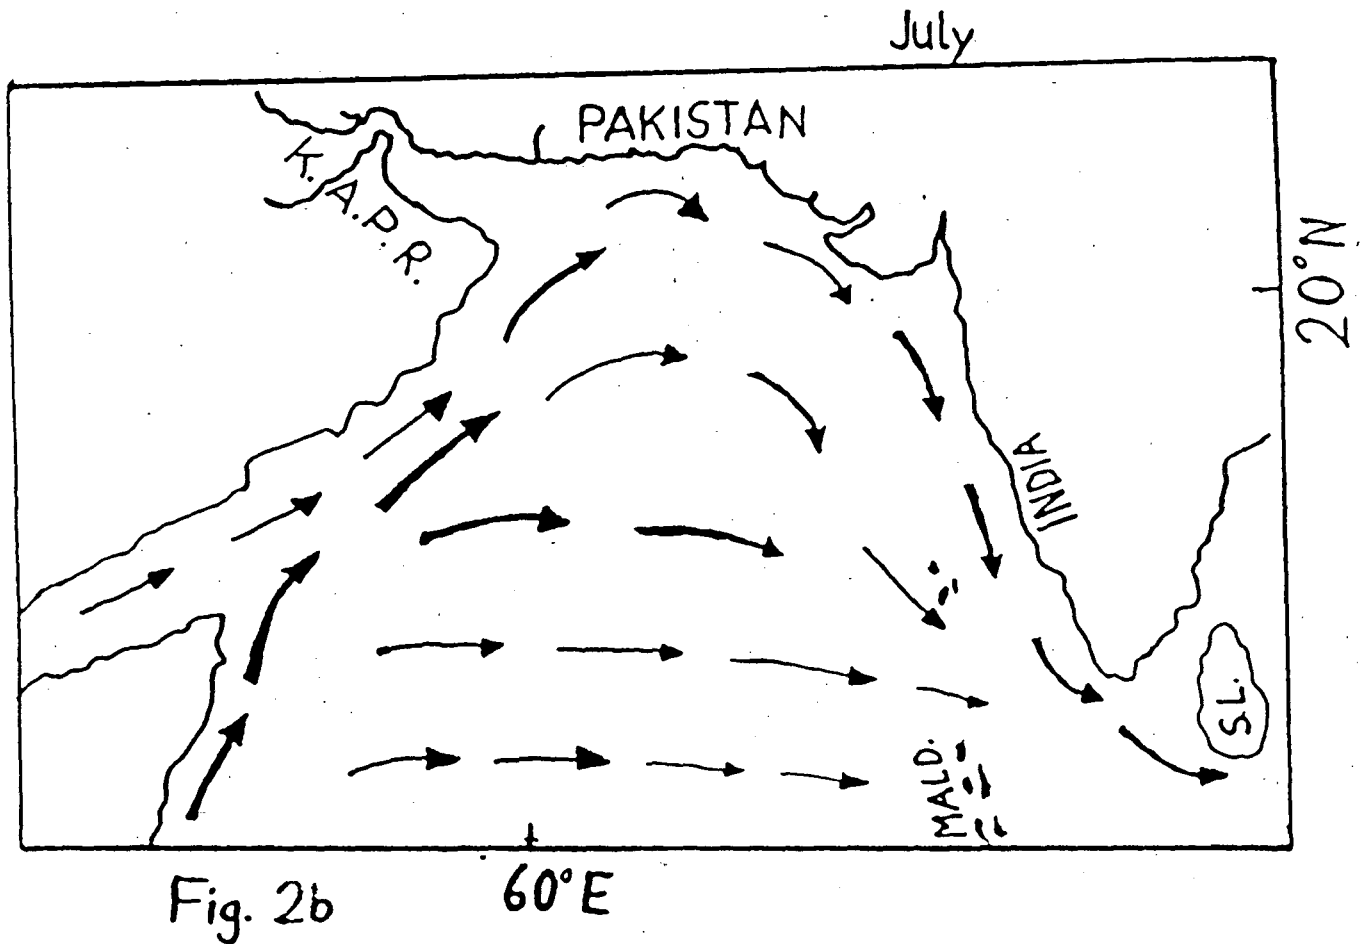 July
PAKISTAN
K. A.P. R.
20°N
INDIA
S.L.
MALD.
60°E
Fig. 2b